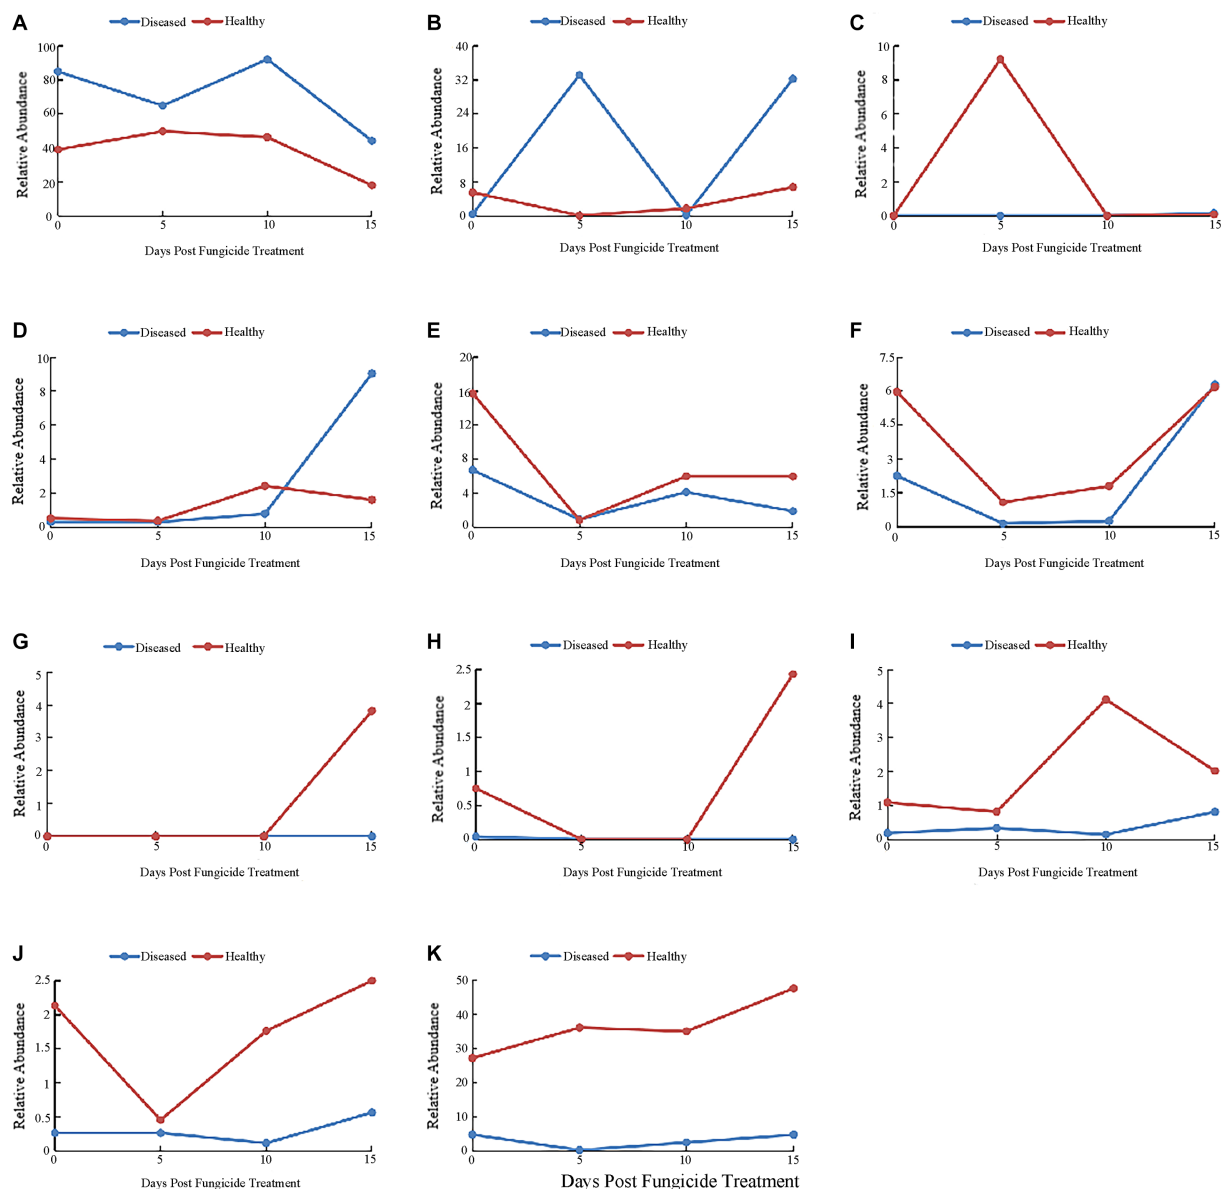 A
Diseased Healthy
Relative Abundance
100
80
60
40
20
0
0 5 10 15
Days Post Fungicide Treatment
B
Diseased Healthy
Relative Abundance
40
32
24
16
8
0
0 5 10 15
Days Post Fungicide Treatment
C
Diseased Healthy
Relative Abundance
10
8
6
4
2
0
0 5 10 15
Days Post Fungicide Treatment
D
Diseased Healthy
Relative Abundance
10
8
6
4
2
0
0 5 10 15
Days Post Fungicide Treatment
E
Diseased Healthy
Relative Abundance
20
16
12
8
4
0
0 5 10 15
Days Post Fungicide Treatment
F
Diseased Healthy
Relative Abundance
7.5
6
4.5
3
1.5
0
0 5 10 15
Days Post Fungicide Treatment
G
Diseased Healthy
Relative Abundance
5
4
3
2
1
0
0 5 10 15
Days Post Fungicide Treatment
H
Diseased Healthy
Relative Abundance
2.5
2
1.5
1
0.5
0
0 5 10 15
Days Post Fungicide Treatment
I
Diseased Healthy
Relative Abundance
5
4
3
2
1
0
0 5 10 15
Days Post Fungicide Treatment
J
Diseased Healthy
Relative Abundance
2.5
2
1.5
1
0.5
0
0 5 10 15
Days Post Fungicide Treatment
K
Diseased Healthy
Relative Abundance
50
40
30
20
10
0
0 5 10 15
Days Post Fungicide Treatment